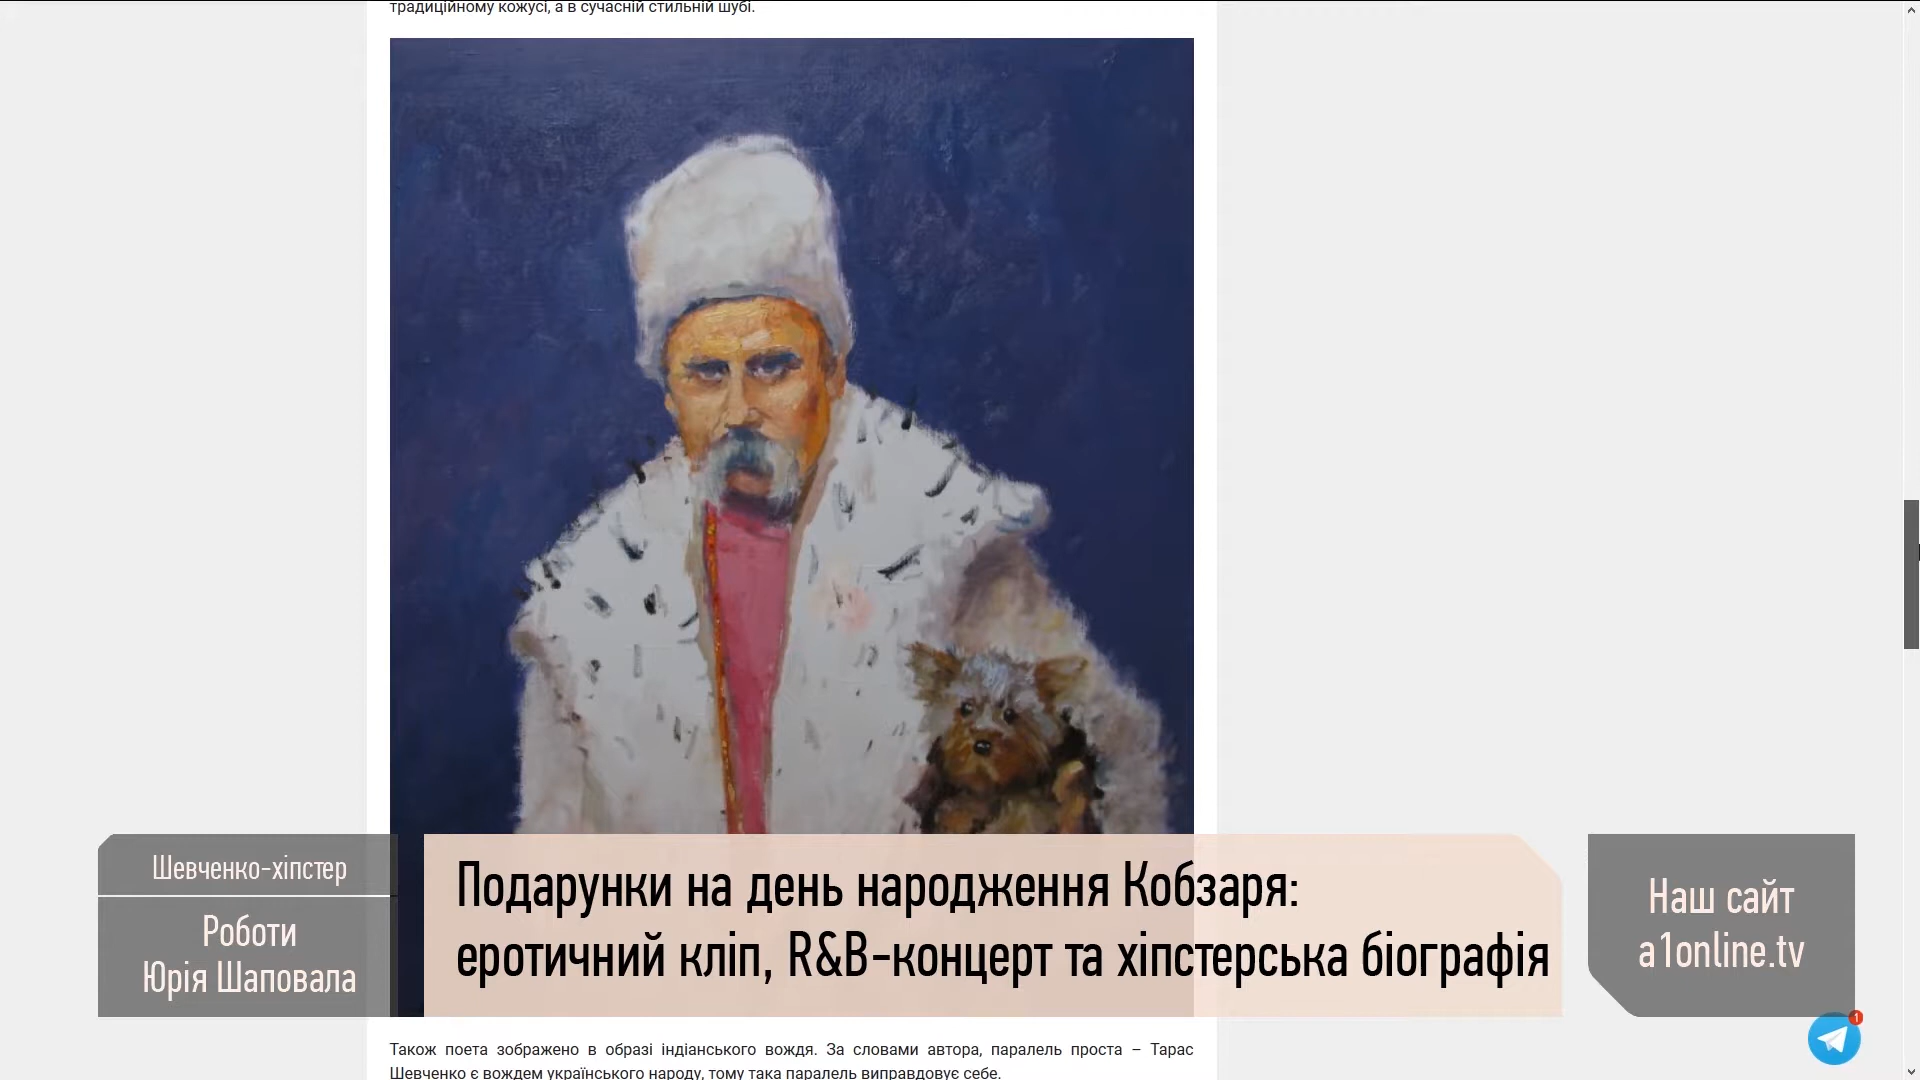 традиційному кожусі, а в сучасній стильній шубі.
Шевченко-хіпстер
Роботи
Юрія Шаповала
Подарунки на день народження Кобзаря:
еротичний кліп, R&B-концерт та хіпстерська біографія
Наш сайт
a1online.tv
1
Також поета зображено в образі індіанського вождя. За словами автора, паралель проста – Тарас
Шевченко є вождем українського народу, тому така паралель виправдовує себе.